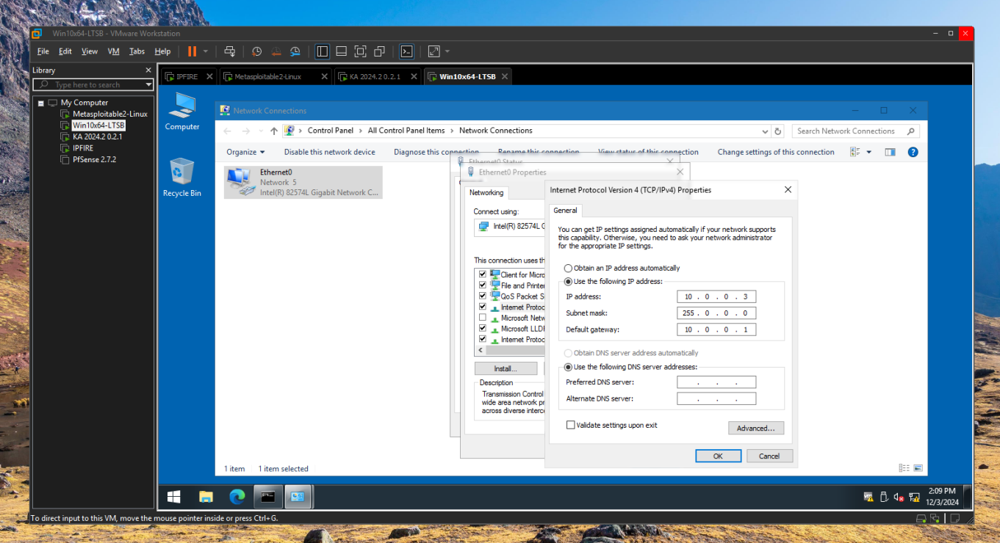 Win10x64-LTSB - VMware Workstation
File Edit View VM Tabs Help
Library
Type here to search
My Computer
Metasploitable2-Linux
Win10x64-LTSB
KA 2024.2 0.2.1
IPFIRE
PfSense 2.7.2
IPFIRE
Metasploitable2-Linux
KA 2024.2 0.2.1
Win10x64-LTSB
Computer
Recycle Bin
Network Connections
Control Panel > All Control Panel Items > Network Connections
Search Network Connections
Organize Disable this network device Diagnose this connection Rename this connection View status of this connection Change settings of this connection
Ethernet0
Network 5
Intel(R) 82574L Gigabit Network C...
Ethernet0 Status
Ethernet0 Properties
Networking
Connect using:
Intel(R) 82574L G
This connection uses th
Client for Micro
File and Printer
QoS Packet S
Internet Protoc
Microsoft Netw
Microsoft LLDP
Internet Protoc
Install...
Description
Transmission Control
wide area network pr
across diverse interco
Internet Protocol Version 4 (TCP/IPv4) Properties
General
You can get IP settings assigned automatically if your network supports
this capability. Otherwise, you need to ask your network administrator
for the appropriate IP settings.
Obtain an IP address automatically
Use the following IP address:
IP address: 10 . 0 . 0 . 3
Subnet mask: 255 . 0 . 0 . 0
Default gateway: 10 . 0 . 0 . 1
Obtain DNS server address automatically
Use the following DNS server addresses:
Preferred DNS server: . . .
Alternate DNS server: . . .
Validate settings upon exit
Advanced...
OK Cancel
1 item 1 item selected
2:09 PM
12/3/2024
To direct input to this VM, move the mouse pointer inside or press Ctrl+G.